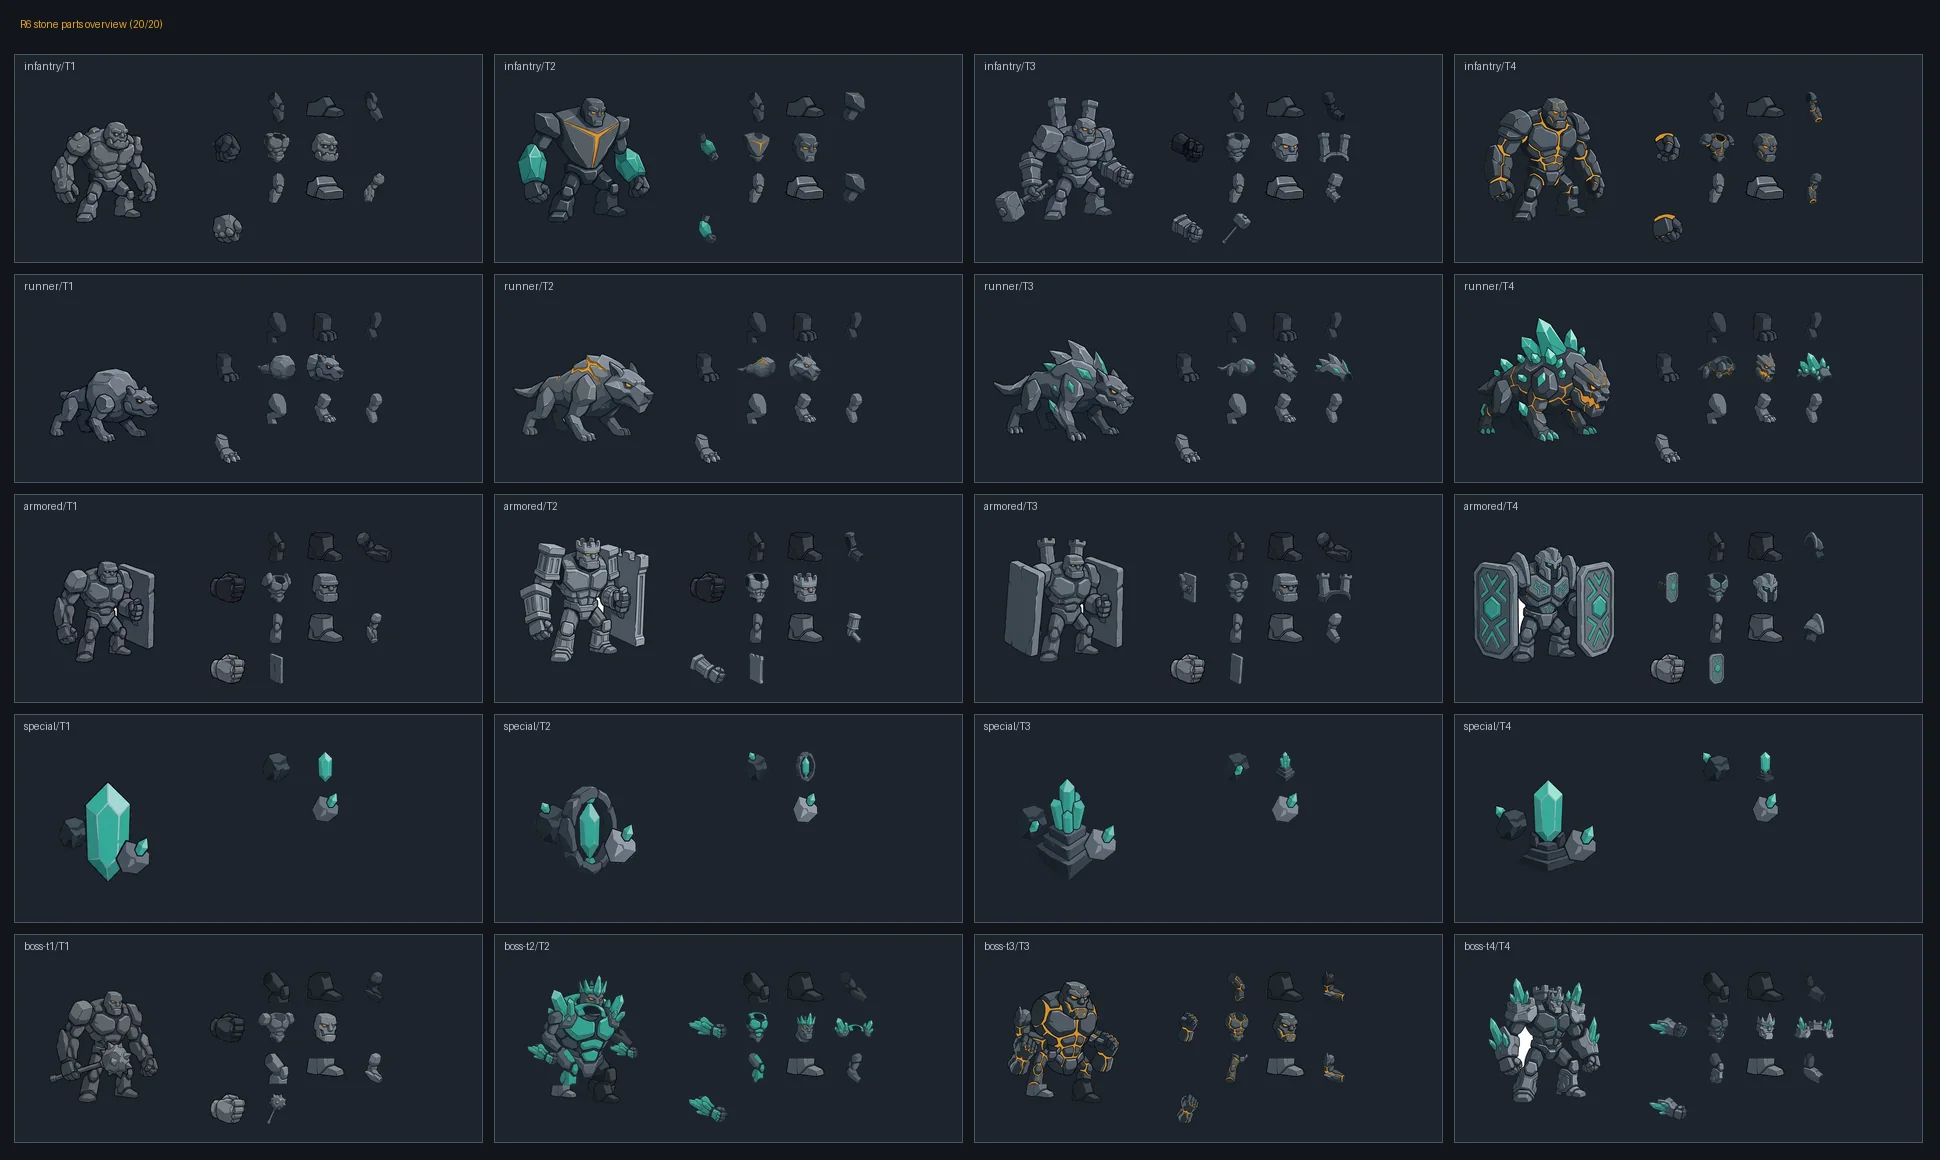 R6 stone parts overview (20/20)
infantry/T1
infantry/T2
infantry/T3
infantry/T4
runner/T1
runner/T2
runner/T3
runner/T4
armored/T1
armored/T2
armored/T3
armored/T4
special/T1
special/T2
special/T3
special/T4
boss-t1/T1
boss-t2/T2
boss-t3/T3
boss-t4/T4